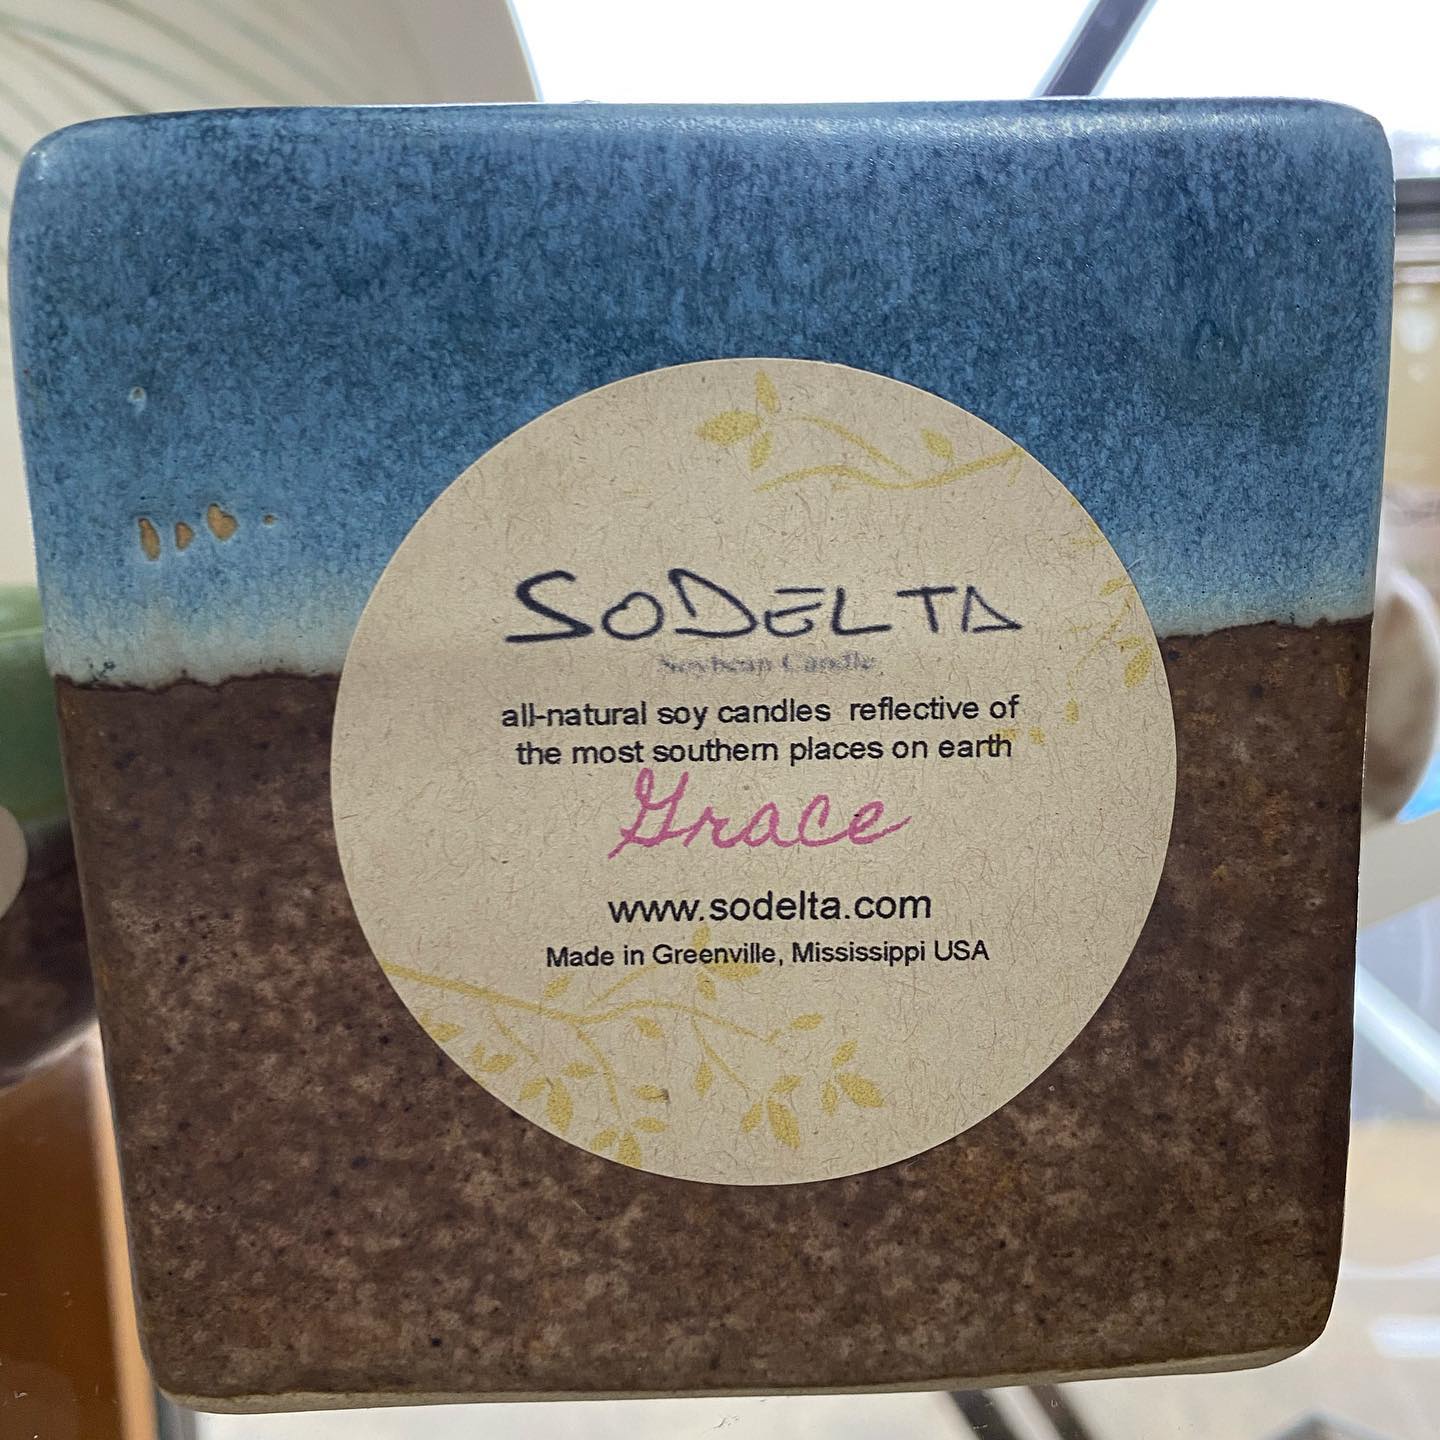 SODELTA
Soybean Candle
all-natural soy candles reflective of
the most southern places on earth
Grace
www.sodelta.com
Made in Greenville, Mississippi USA